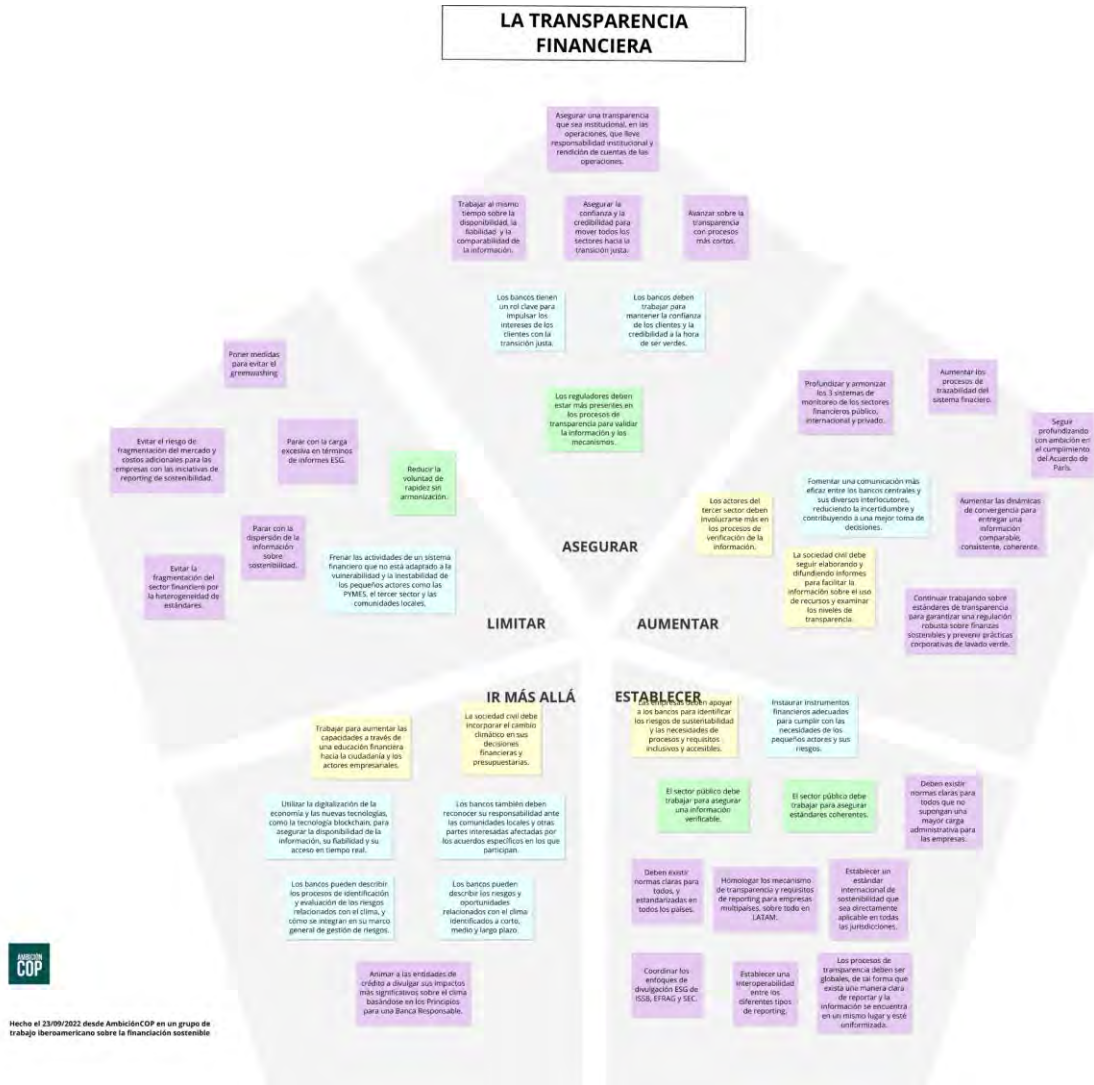 LA TRANSPARENCIA
FINANCIERA
Asegurar una transparencia
que sea institucional, en las
operaciones, que lleve
responsabilidad institucional y
rendición de cuentas de las
operaciones.
Trabajar al mismo
tiempo sobre la
disponibilidad, la
fiabilidad y la
comparabilidad de
la información.
Asegurar la
confianza y la
credibilidad para
mover todos los
sectores hacia la
transición justa.
Avanzar sobre la
transparencia
con procesos
más cortos.
Los bancos tienen
un rol clave para
impulsar los
intereses de los
clientes con la
transición justa.
Los bancos deben
trabajar para
mantener la confianza
de los clientes y la
credibilidad a la hora
de ser verdes.
Los reguladores deben
estar más presentes en
los procesos de
transparencia para validar
la información y los
mecanismos.
ASEGURAR
Poner medidas
para evitar el
greenwashing
Evitar el riesgo de
fragmentación del mercado y
costos adicionales para las
empresas con las iniciativas de
reporting de sostenibilidad.
Parar con la carga
excesiva en términos
de informes ESG.
Reducir la
voluntad de
rapidez sin
armonización.
Parar con la
dispersión de la
información
sobre
sostenibilidad.
Evitar la
fragmentación del
sector financiero por
la heterogeneidad de
estándares.
Frenar las actividades de un sistema
financiero que no está adaptado a la
vulnerabilidad y la inestabilidad de
los pequeños actores como las
PYMES, el tercer sector y las
comunidades locales.
LIMITAR
Profundizar y armonizar
los 3 sistemas de
monitoreo de los sectores
financieros público,
internacional y privado.
Aumentar los
procesos de
trazabilidad del
sistema finaciero.
Seguir
profundizando
con ambición en
el cumplimiento
del Acuerdo de
París.
Los actores del
tercer sector deben
involucrarse más en
los procesos de
verificación de la
información.
Fomentar una comunicación más
eficaz entre los bancos centrales y
sus diversos interlocutores,
reduciendo la incertidumbre y
contribuyendo a una mejor toma de
decisiones.
Aumentar las dinámicas
de convergencia para
entregar una
información
comparable,
consistente, coherente.
La sociedad civil debe
seguir elaborando y
difundiendo informes
para facilitar la
información sobre el uso
de recursos y examinar
los niveles de
transparencia.
Continuar trabajando sobre
estándares de transparencia
para garantizar una regulación
robusta sobre finanzas
sostenibles y prevenir prácticas
corporativas de lavado verde.
AUMENTAR
IR MÁS ALLÁ
Trabajar para aumentar las
capacidades a través de
una educación financiera
hacia la ciudadanía y los
actores empresariales.
La sociedad civil debe
incorporar el cambio
climático en sus
decisiones
financieras y
presupuestarias.
Utilizar la digitalización de la
economía y las nuevas tecnologías,
como la tecnología blockchain, para
asegurar la disponibilidad de la
información, su fiabilidad y su
acceso en tiempo real.
Los bancos también deben
reconocer su responsabilidad ante
las comunidades locales y otras
partes interesadas afectadas por
los acuerdos específicos en los que
participan.
Los bancos pueden describir
los procesos de identificación
y evaluación de los riesgos
relacionados con el clima, y
cómo se integran en su marco
general de gestión de riesgos.
Los bancos pueden
describir los riesgos y
oportunidades
relacionados con el clima
identificados a corto,
medio y largo plazo.
Animar a las entidades de
crédito a divulgar sus impactos
más significativos sobre el clima
basándose en los Principios
para una Banca Responsable.
ESTABLECER
Las empresas deben apoyar
a los bancos para identificar
los riesgos de sustentabilidad
y las necesidades de
procesos y requisitos
inclusivos y accesibles.
Instaurar instrumentos
financieros adecuados
para cumplir con las
necesidades de los
pequeños actores y sus
riesgos.
El sector público debe
trabajar para asegurar
una información
verificable.
El sector público debe
trabajar para asegurar
estándares coherentes.
Deben existir
normas claras para
todos que no
supongan una
mayor carga
administrativa para
las empresas.
Deben existir
normas claras para
todos, y
estandarizadas en
todos los países.
Homologar los mecanismo
de transparencia y requisitos
de reporting para empresas
multipaíses, sobre todo en
LATAM.
Establecer un
estándar
internacional de
sostenibilidad que
sea directamente
aplicable en todas
las jurisdicciones.
Coordinar los
enfoques de
divulgación ESG de
ISSB, EFRAG y SEC.
Establecer una
interoperabilidad
entre los
diferentes tipos
de reporting.
Los procesos de
transparencia deben ser
globales, de tal forma que
exista une manera clara
de reportar y la
información se encuentra
en un mismo lugar y esté
uniformizada.
AMBICIÓN
COP
Hecho el 23/09/2022 desde AmbiciónCOP en un grupo de
trabajo iberoamericano sobre la financiación sostenible